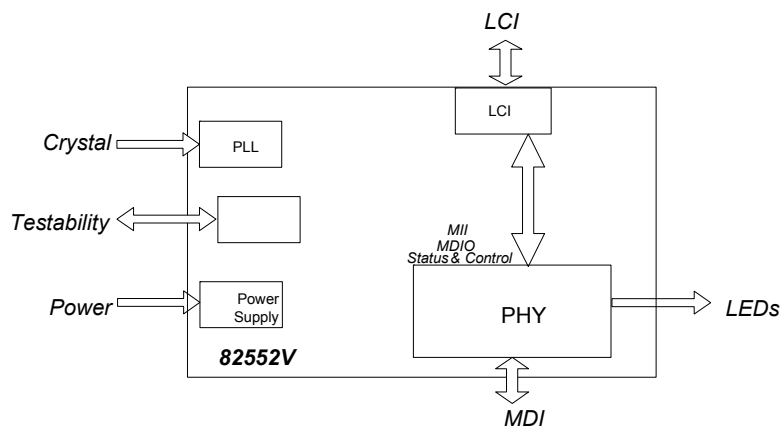 LCI
LCI
Crystal
PLL
Testability
MII
MDIO
Status & Control
Power
Power
Supply
PHY
LEDs
82552V
MDI